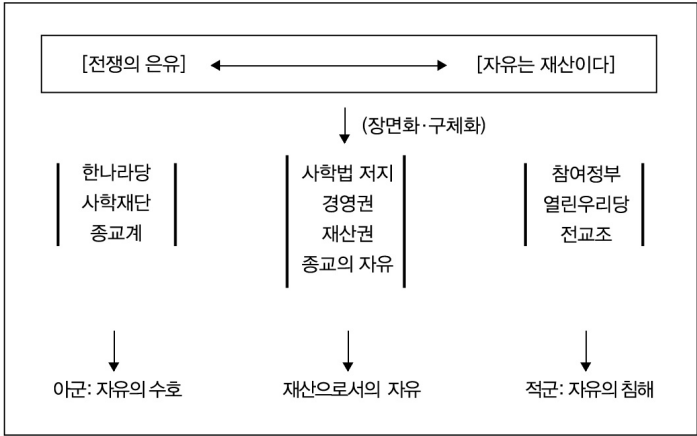 [전쟁의 은유] [자유는 재산이다]
(장면화·구체화)
한나라당
사학재단
종교계
사학법 저지
경영권
재산권
종교의 자유
참여정부
열린우리당
전교조
아군: 자유의 수호
재산으로서의 자유
적군: 자유의 침해